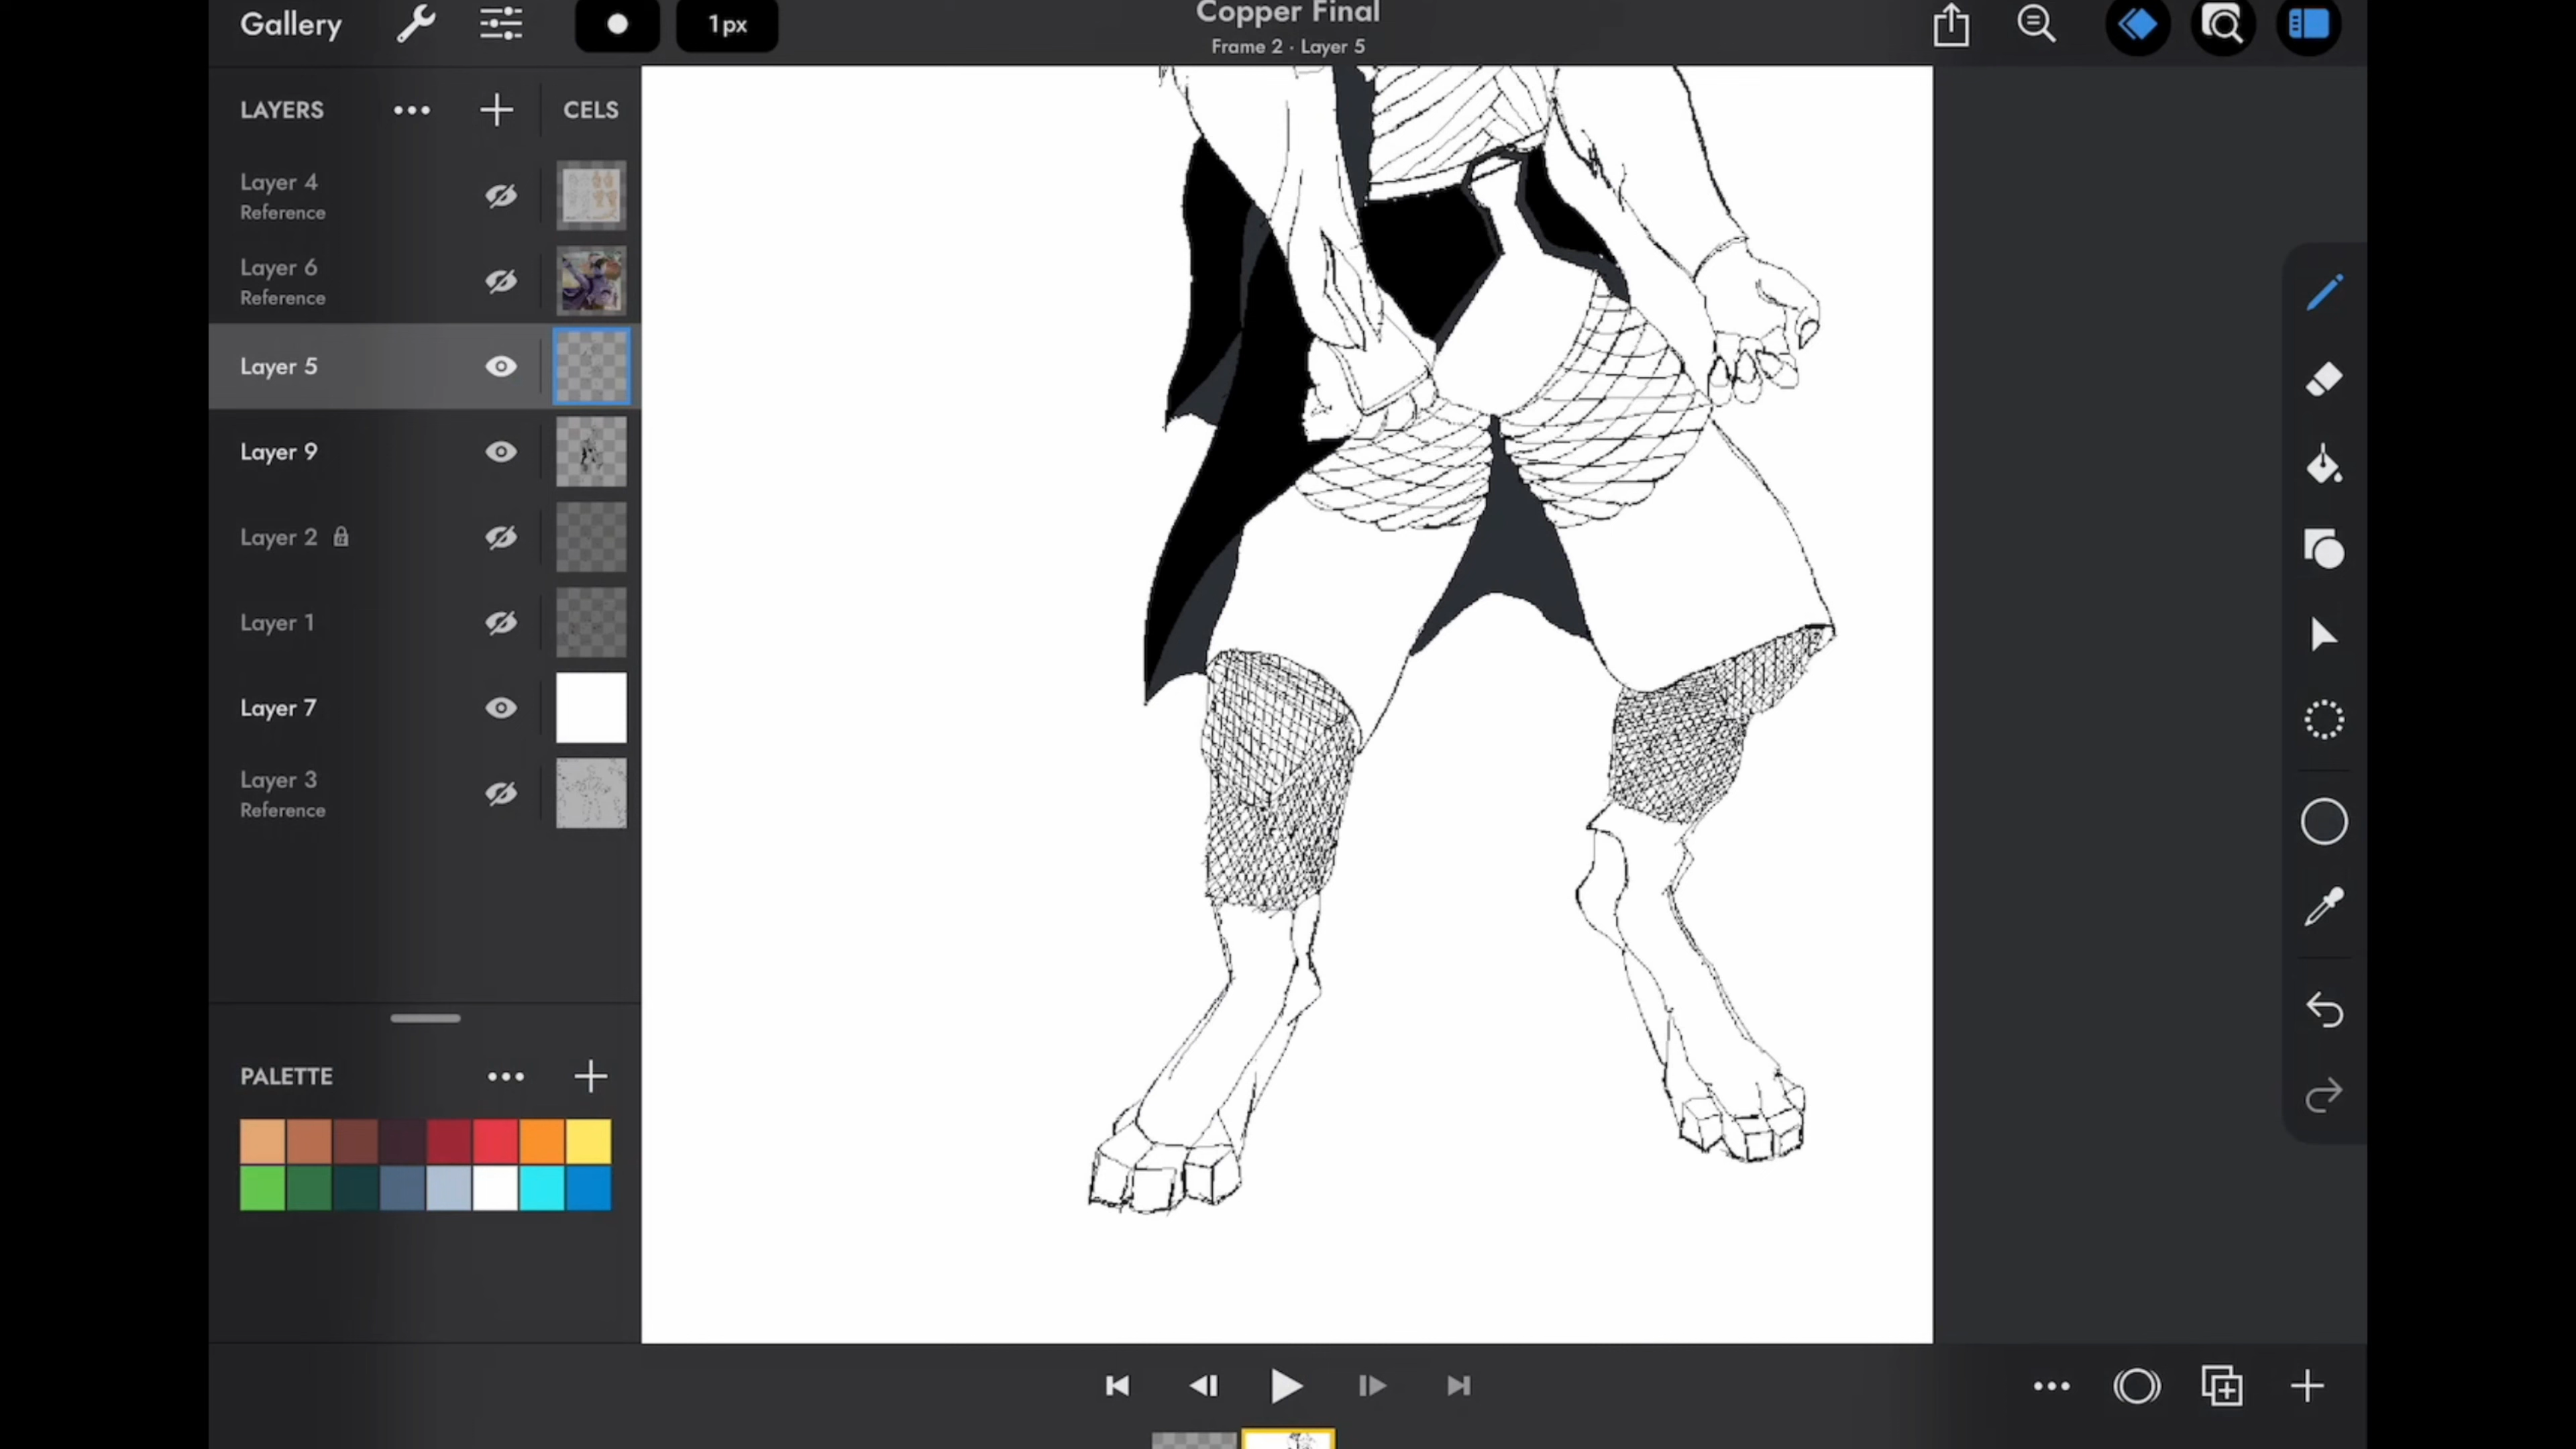 Gallery
1px
Copper Final
Frame 2 · Layer 5
LAYERS
CELS
Layer 4
Reference
Layer 6
Reference
Layer 5
Layer 9
Layer 2
Layer 1
Layer 7
Layer 3
Reference
PALETTE